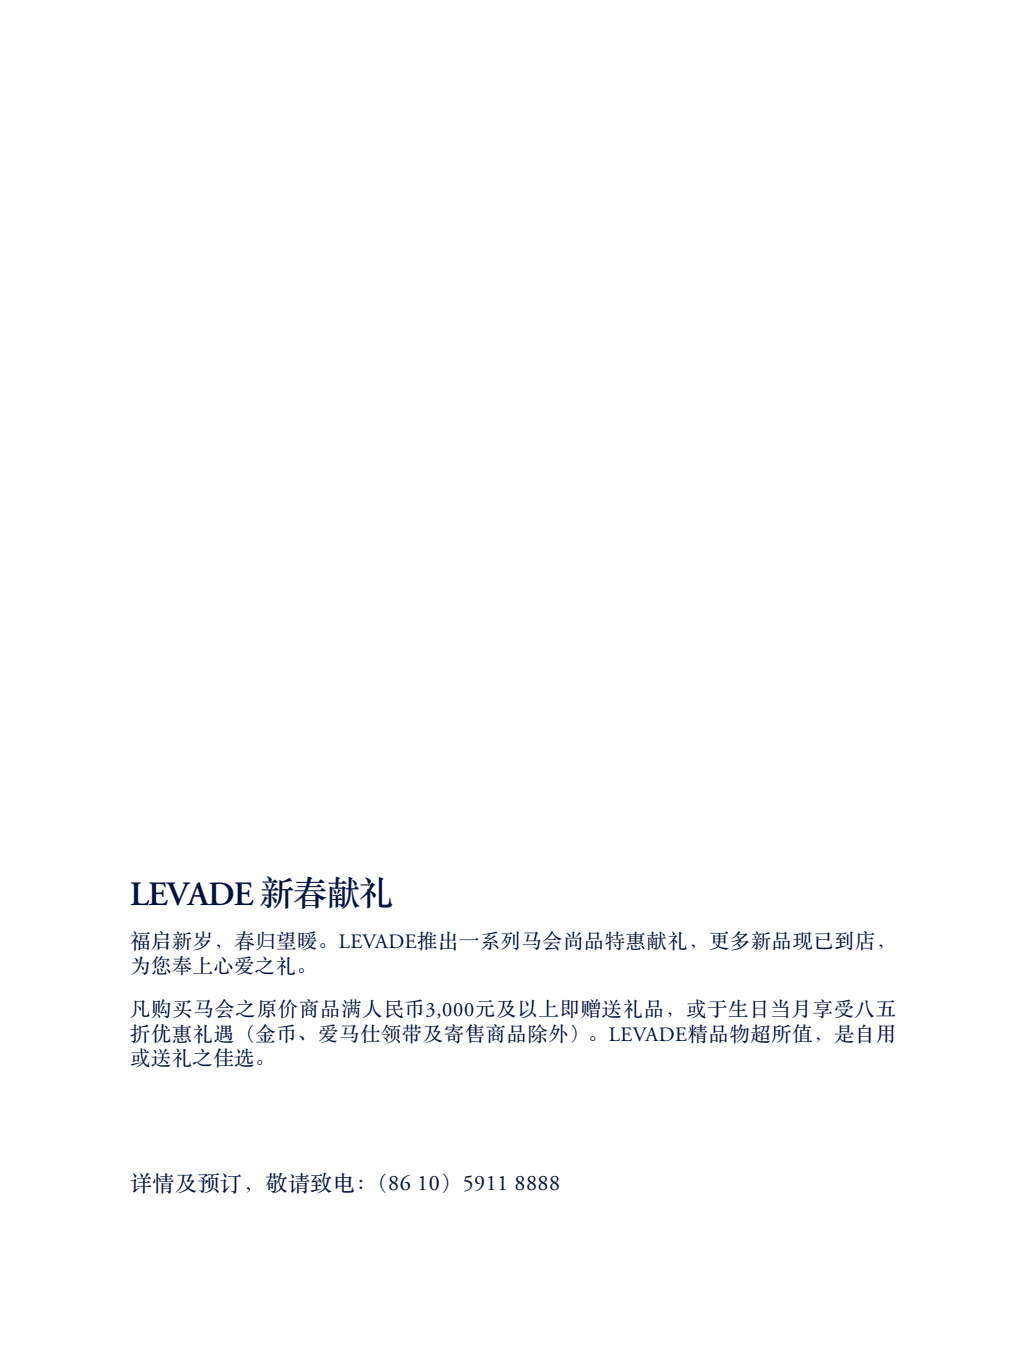 LEVADE 新春献礼
福启新岁，春归望暖。LEVADE推出一系列马会尚品特惠献礼，更多新品现已到店，
为您奉上心爱之礼。
凡购买马会之原价商品满人民币3,000元及以上即赠送礼品，或于生日当月享受八五
折优惠礼遇（金币、爱马仕领带及寄售商品除外）。LEVADE精品物超所值，是自用
或送礼之佳选。
详情及预订，敬请致电：（86 10）5911 8888